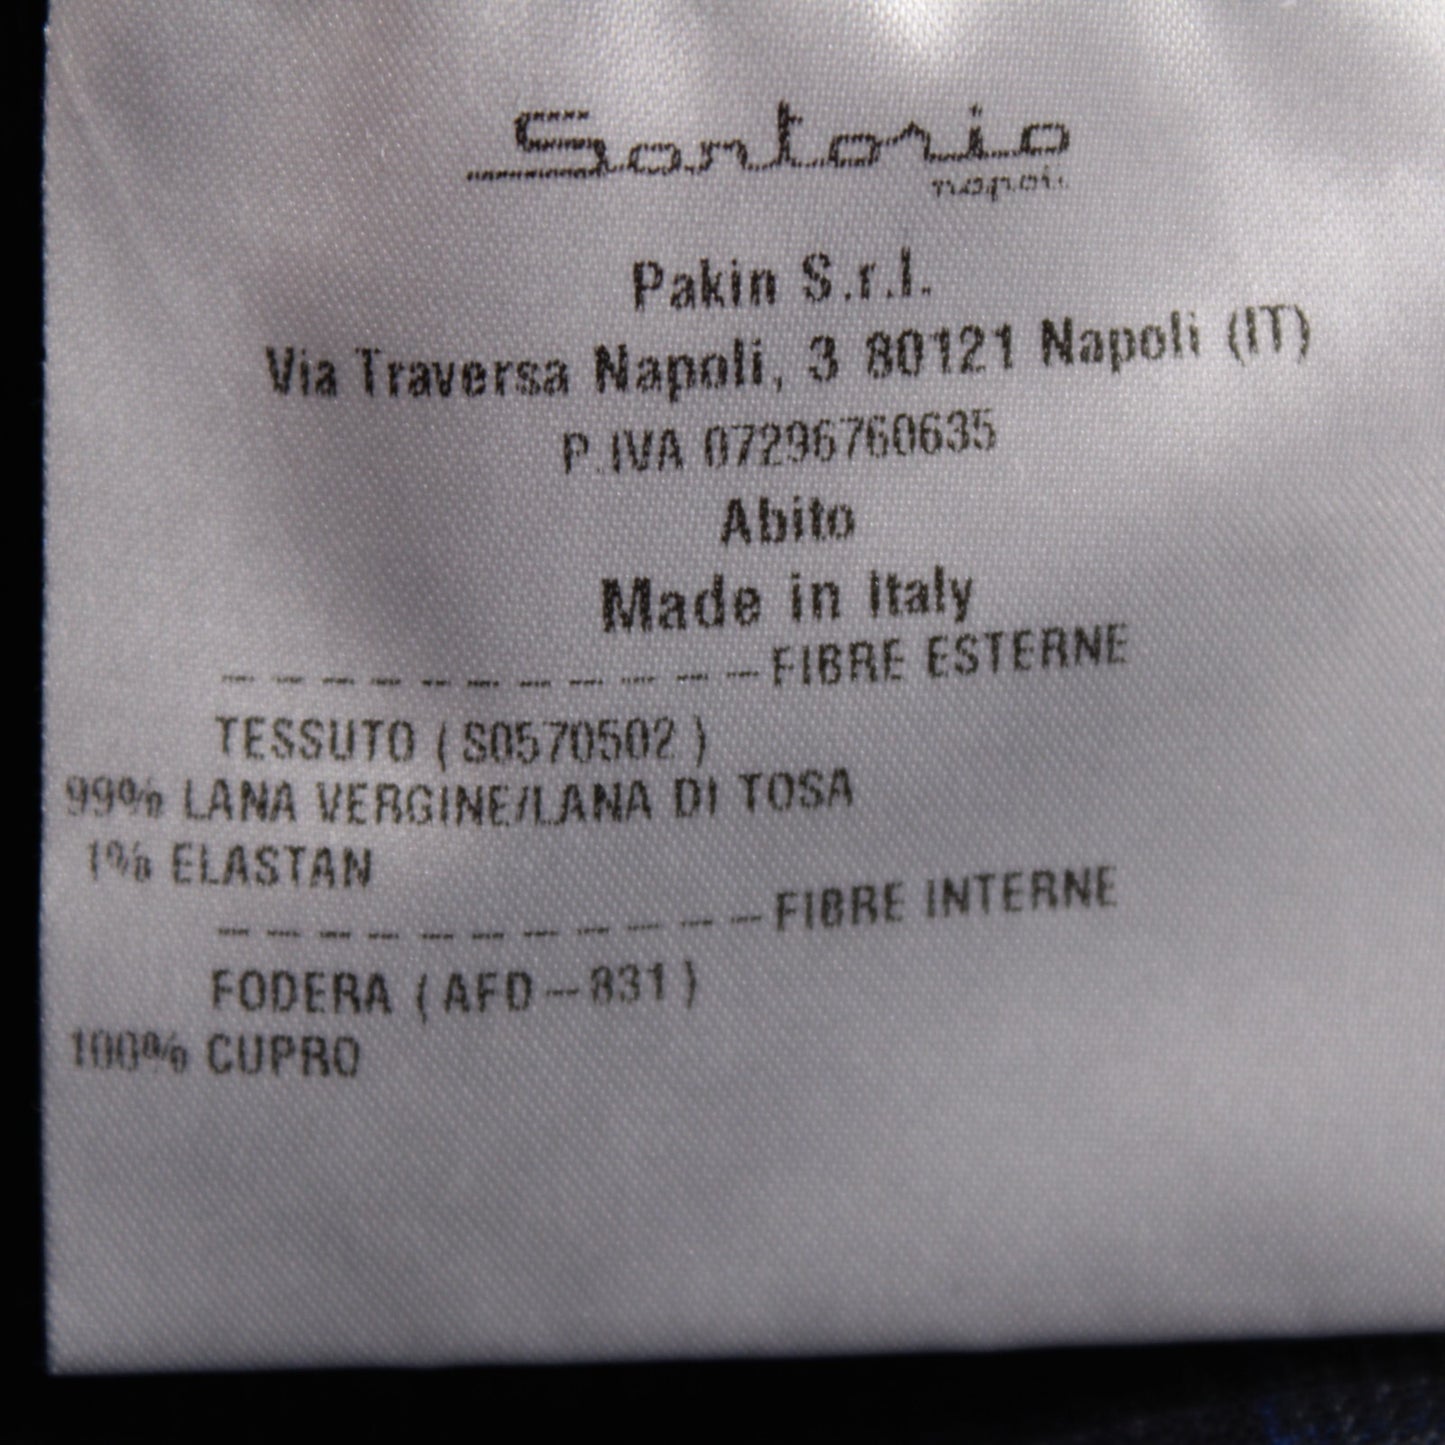 Sartorio
napoli
Pakin S.r.l.
Via Traversa Napoli, 3 80121 Napoli (IT)
P.IVA 07296760635
Abito
Made in Italy
-----------FIBRE ESTERNE
TESSUTO (S0570502)
99% LANA VERGINE/LANA DI TOSA
1% ELASTAN
-----------FIBRE INTERNE
FODERA (AFD-831)
100% CUPRO